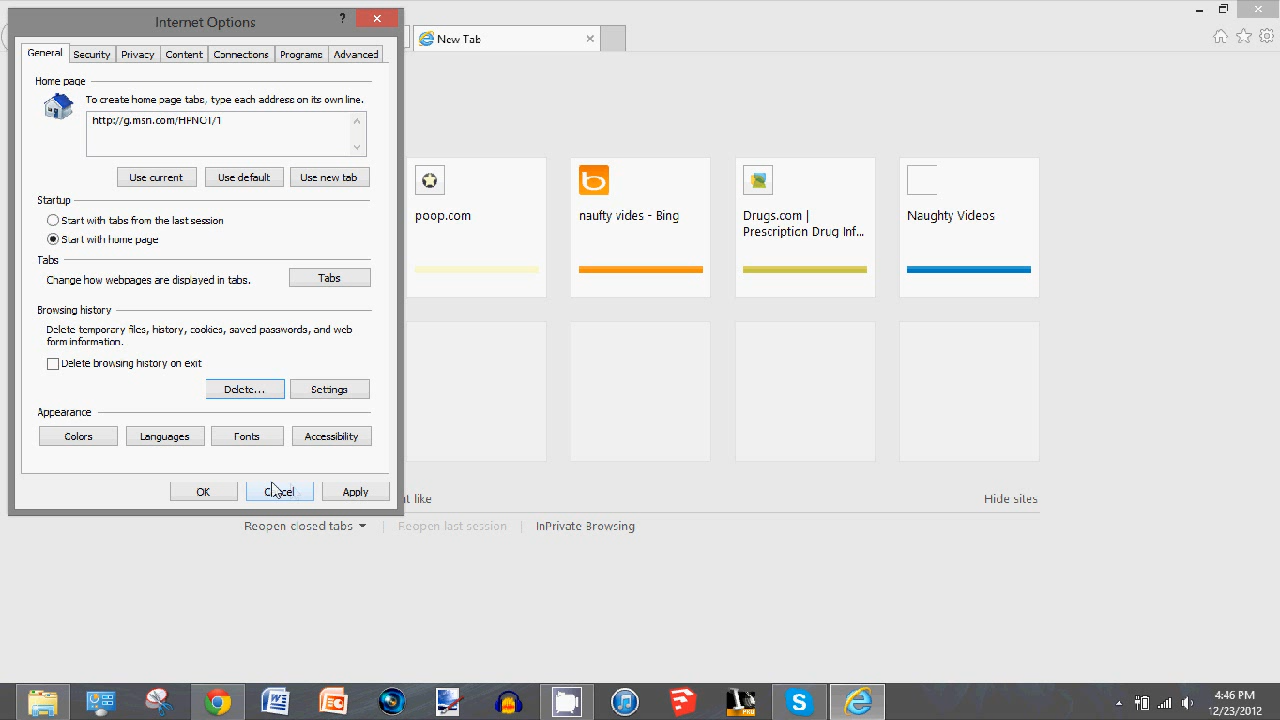 Internet Options
?
New Tab
General Security Privacy Content Connections Programs Advanced
Home page
To create home page tabs, type each address on its own line.
http://g.msn.com/HPNOT/1
Use current Use default Use new tab
Startup
Start with tabs from the last session
Start with home page
Tabs
Change how webpages are displayed in tabs.
Tabs
Browsing history
Delete temporary files, history, cookies, saved passwords, and web
form information.
Delete browsing history on exit
Delete... Settings
Appearance
Colors Languages Fonts Accessibility
OK Cancel Apply
poop.com
naufty vides - Bing
Drugs.com |
Prescription Drug Inf...
Naughty Videos
like
Hide sites
Reopen closed tabs
Reopen last session
InPrivate Browsing
4:46 PM
12/23/2012